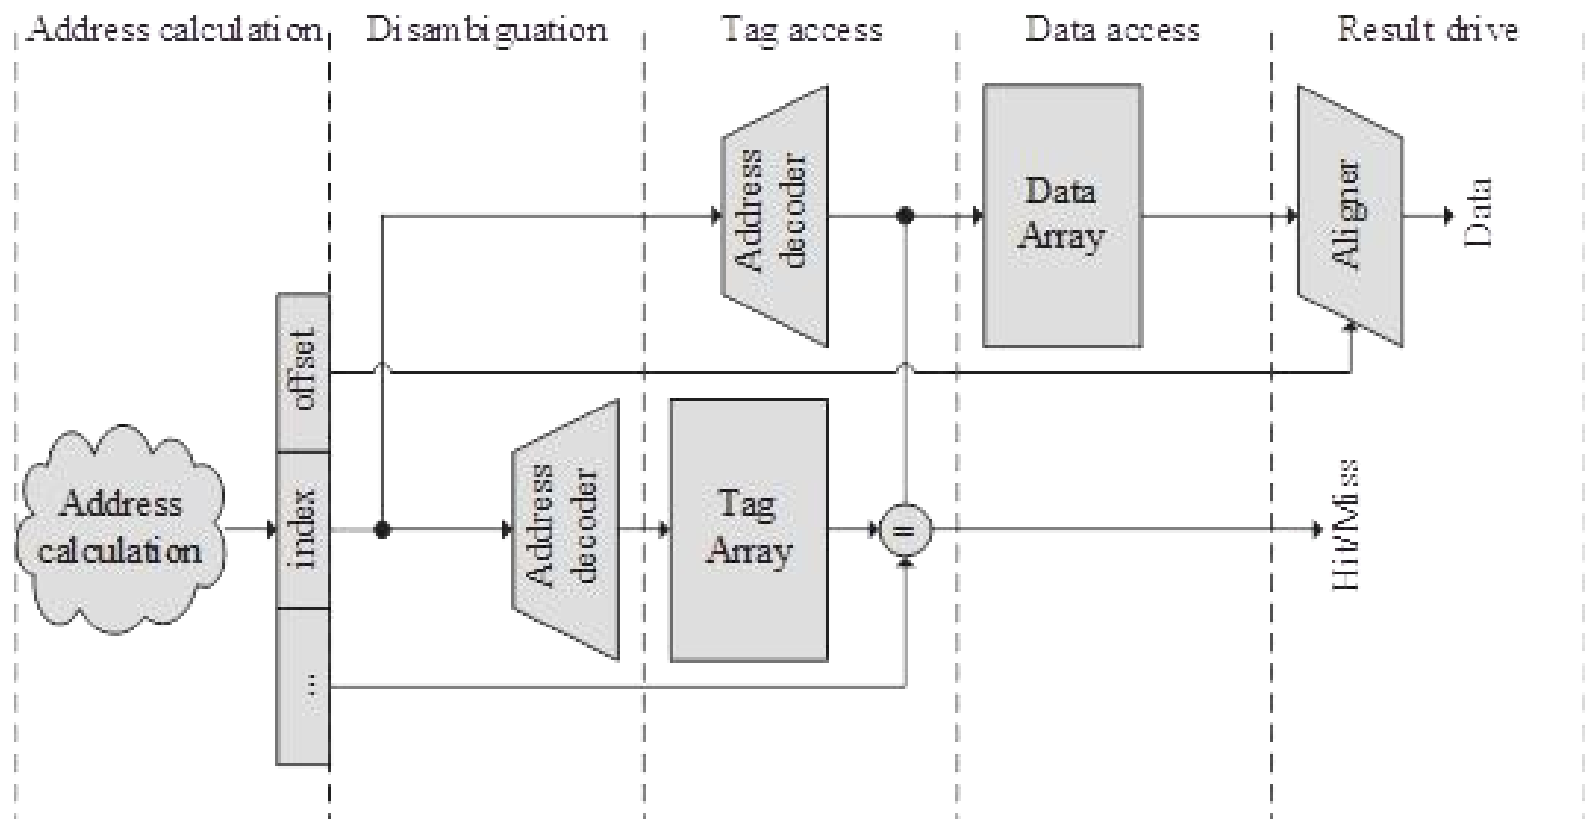 Address calculation
Disambiguation
Tag access
Data access
Result drive
Address
decoder
Data
Array
Aligner
Data
offset
Address
calculation
index
Address
decoder
Tag
Array
=
Hit/Miss
...